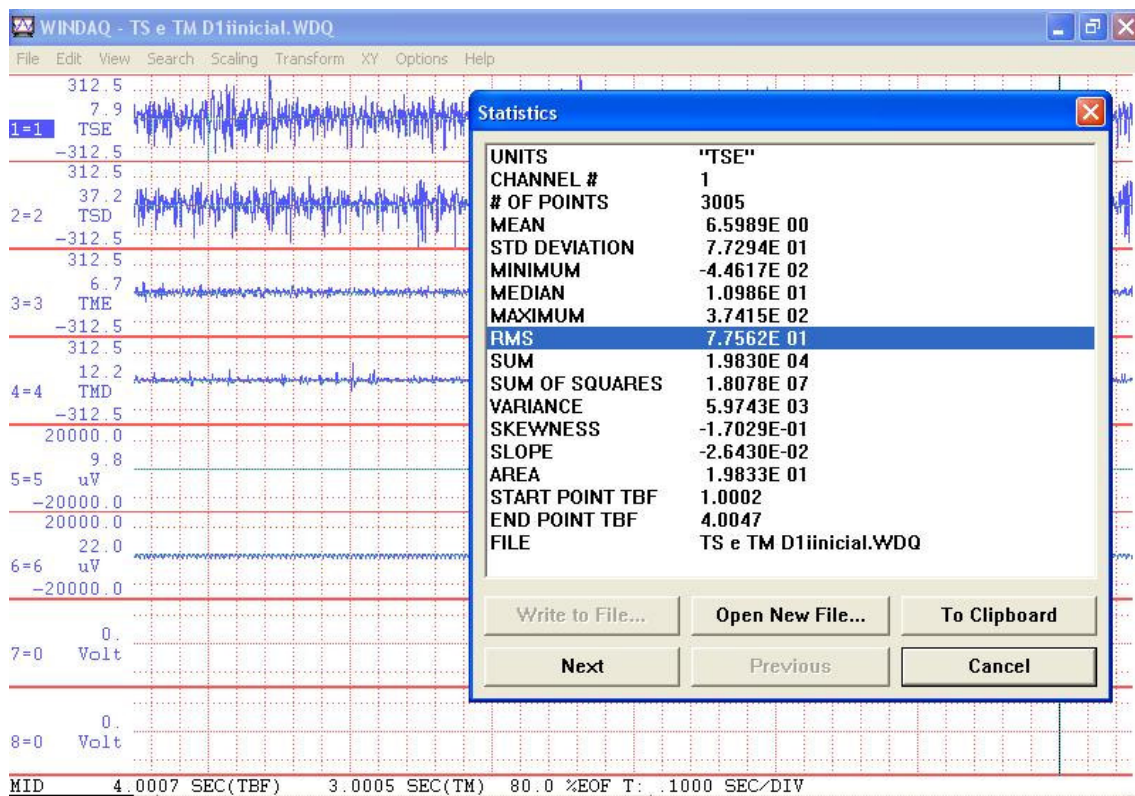 WINDAQ - TS e TM D1iinicial.WDQ
File Edit View Search Scaling Transform XY Options Help
312.5
7.9
1=1 TSE
-312.5
312.5
37.2
2=2 TSD
-312.5
312.5
6.7
3=3 TME
-312.5
312.5
12.2
4=4 TMD
-312.5
20000.0
9.8
5=5 uV
-20000.0
20000.0
22.0
6=6 uV
-20000.0
0.
7=0 Volt
0.
8=0 Volt
Statistics
UNITS "TSE"
CHANNEL # 1
# OF POINTS 3005
MEAN 6.5989E 00
STD DEVIATION 7.7294E 01
MINIMUM -4.4617E 02
MEDIAN 1.0986E 01
MAXIMUM 3.7415E 02
RMS 7.7562E 01
SUM 1.9830E 04
SUM OF SQUARES 1.8078E 07
VARIANCE 5.9743E 03
SKEWNESS -1.7029E-01
SLOPE -2.6430E-02
AREA 1.9833E 01
START POINT TBF 1.0002
END POINT TBF 4.0047
FILE TS e TM D1iinicial.WDQ
Write to File... Open New File... To Clipboard
Next Previous Cancel
MID 4.0007 SEC(TBF) 3.0005 SEC(TM) 80.0 %EOF T: .1000 SEC/DIV